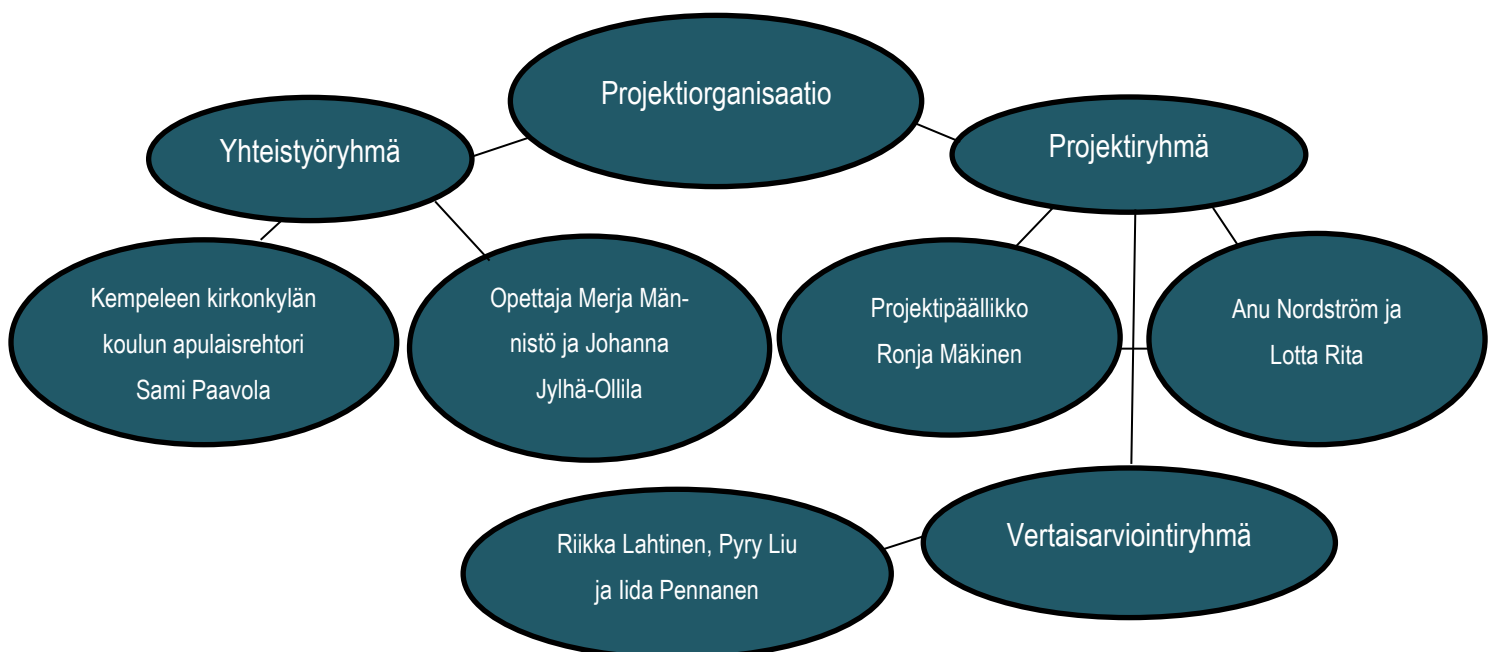 Projektiorganisaatio
Yhteistyöryhmä
Projektiryhmä
Kempeleen kirkonkylän
koulun apulaisrehtori
Sami Paavola
Opettaja Merja Män-
nistö ja Johanna
Jylhä-Ollila
Projektipäällikko
Ronja Mäkinen
Anu Nordström ja
Lotta Rita
Vertaisarviointiryhmä
Riikka Lahtinen, Pyry Liu
ja Iida Pennanen